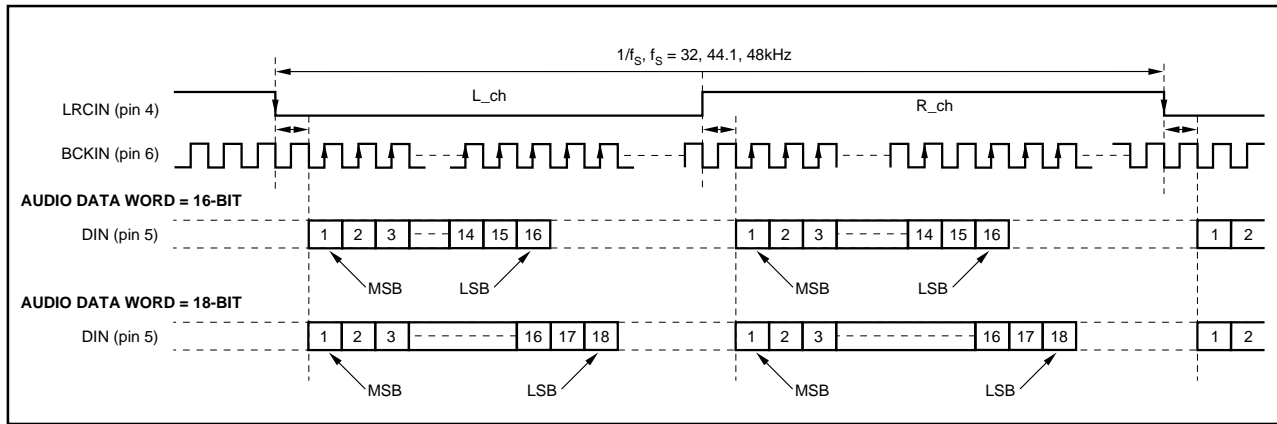 1/fS, fS = 32, 44.1, 48kHz
LRCIN (pin 4)
L_ch
R_ch
BCKIN (pin 6)
AUDIO DATA WORD = 16-BIT
DIN (pin 5) 1 2 3 14 15 16 1 2 3 14 15 16 1 2
MSB LSB MSB LSB
AUDIO DATA WORD = 18-BIT
DIN (pin 5) 1 2 3 16 17 18 1 2 3 16 17 18 1 2
MSB LSB MSB LSB